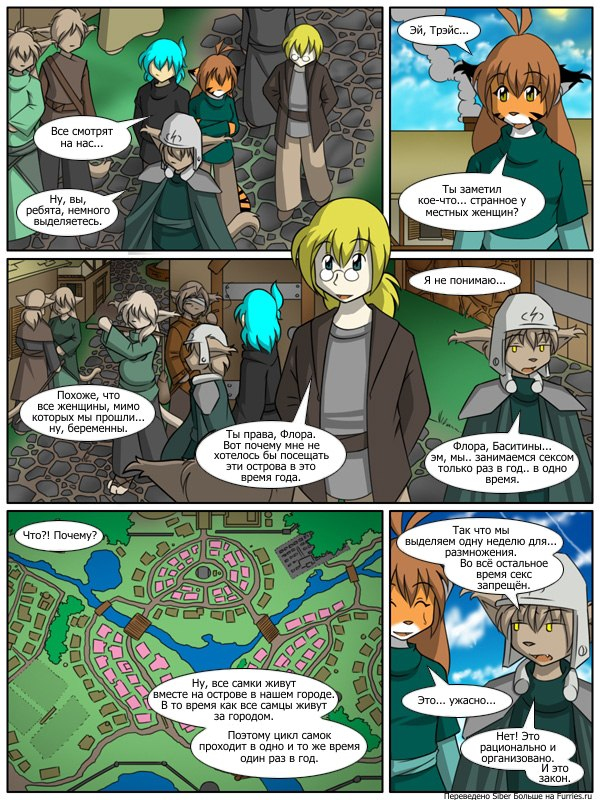 Все смотрят
на нас...
Ну, вы,
ребята, немного
выделяетесь.
Эй, Трэйс...
Ты заметил
кое-что... странное у
местных женщин?
Похоже, что
все женщины, мимо
которых мы прошли...
ну, беременны.
Ты права, Флора.
Вот почему мне не
хотелось бы посещать
эти острова в это
время года.
Я не понимаю...
Флора, Баситины...
эм, мы.. занимаемся сексом
только раз в год.. в одно
время.
Что?! Почему?
Ну, все самки живут
вместе на острове в нашем городе.
В то время как все самцы живут
за городом.
Поэтому цикл самок
проходит в одно и то же время
один раз в год.
Так что мы
выделяем одну неделю для...
размножения.
Во всё остальное
время секс
запрещён.
Это... ужасно...
Нет! Это
рационально и
организовано.
И это
закон.
Переведено Siber Больше на Furries.ru